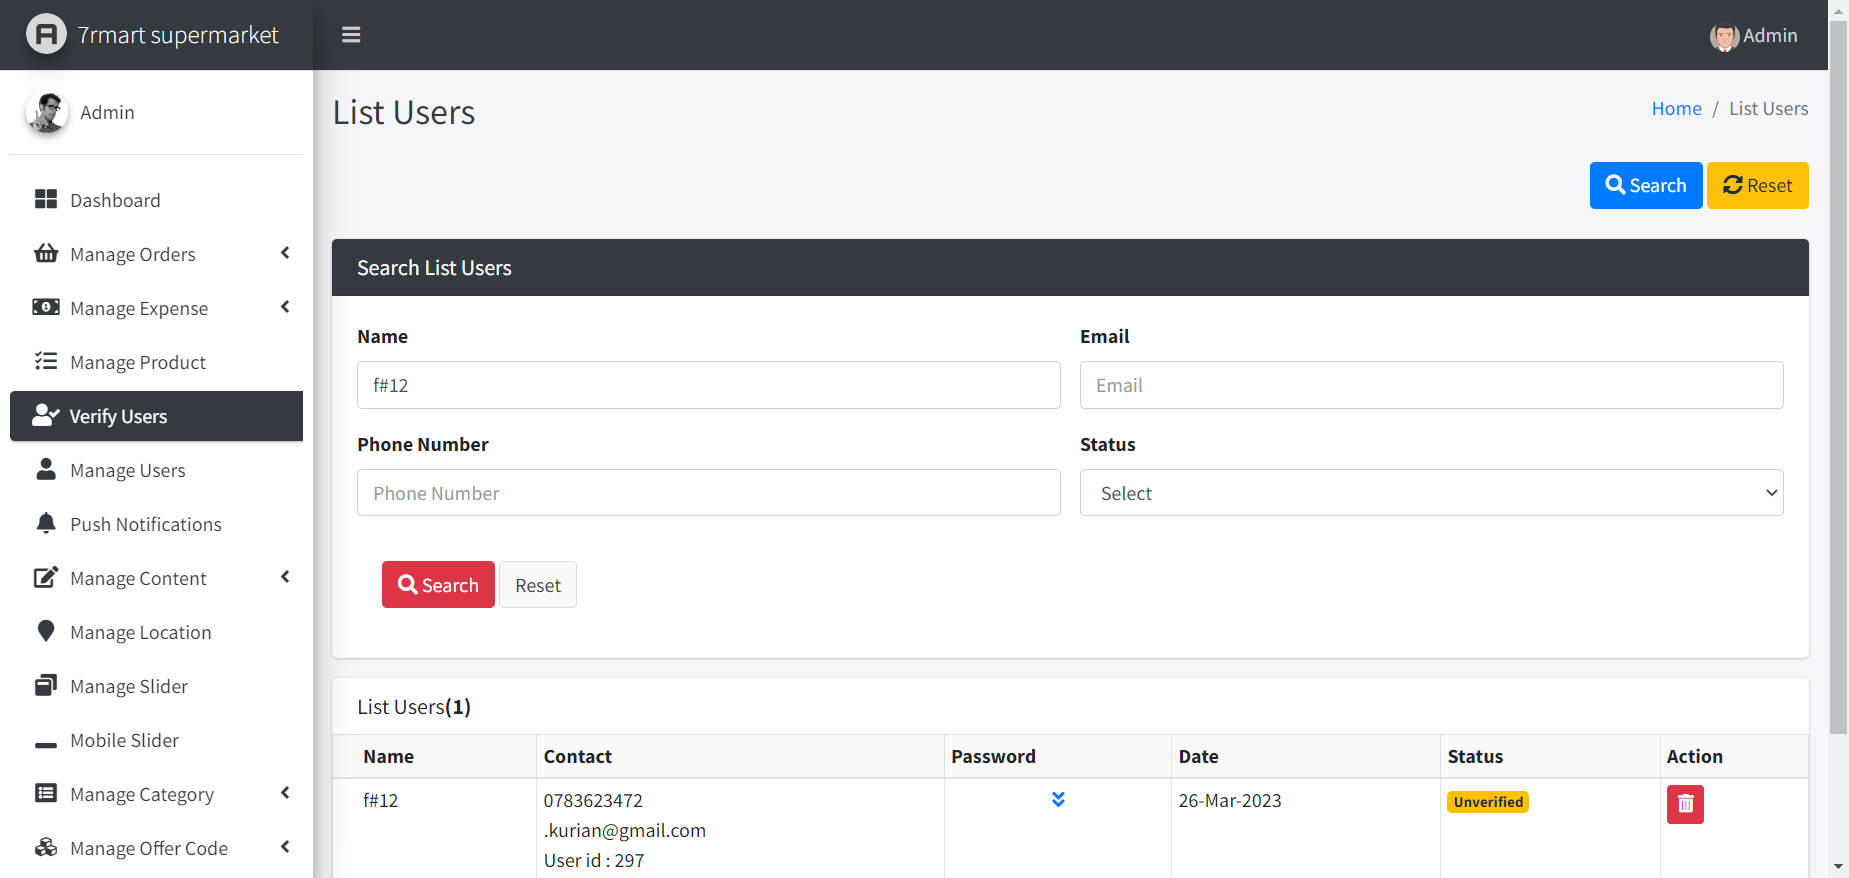 7rmart supermarket
Admin
Admin
Dashboard
Manage Orders
Manage Expense
Manage Product
Verify Users
Manage Users
Push Notifications
Manage Content
Manage Location
Manage Slider
Mobile Slider
Manage Category
Manage Offer Code
List Users
Home / List Users
Search Reset
Search List Users
Name
f#12
Email
Email
Phone Number
Phone Number
Status
Select
Search Reset
List Users(1)
Name Contact Password Date Status Action
f#12 0783623472 26-Mar-2023 Unverified
.kurian@gmail.com
User id : 297